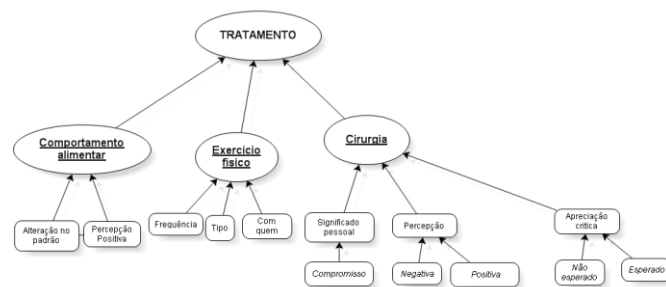 TRATAMENTO
Comportamento
alimentar
Exercício
físico
Cirurgia
Alteração no
padrão
Percepção
Positiva
Frequência
Tipo
Com
quem
Significado
pessoal
Percepção
Apreciação
crítica
Compromisso
Negativa
Positiva
Não
esperado
Esperado